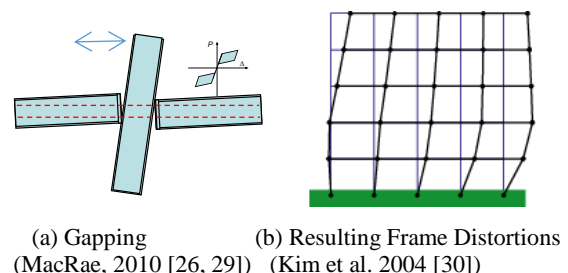 P
Δ
(a) Gapping (b) Resulting Frame Distortions
(MacRae, 2010 [26, 29]) (Kim et al. 2004 [30])